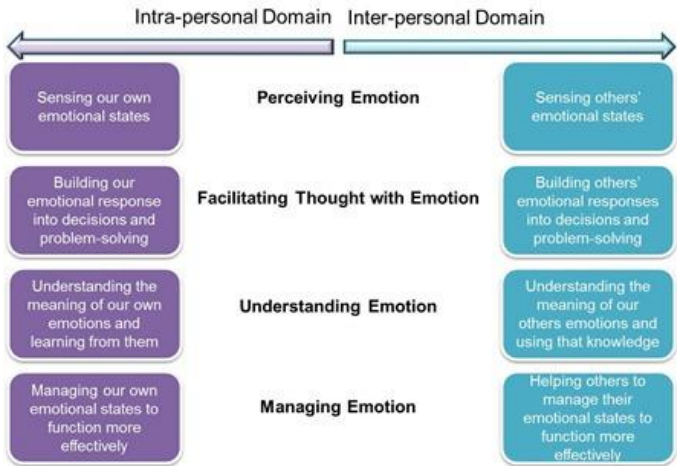 Intra-personal Domain
Inter-personal Domain
Sensing our own
emotional states
Perceiving Emotion
Sensing others'
emotional states
Building our
emotional response
into decisions and
problem-solving
Facilitating Thought with Emotion
Building others'
emotional responses
into decisions and
problem-solving
Understanding the
meaning of our own
emotions and
learning from them
Understanding Emotion
Understanding the
meaning of our
others emotions and
using that knowledge
Managing our own
emotional states to
function more
effectively
Managing Emotion
Helping others to
manage their
emotional states to
function more
effectively